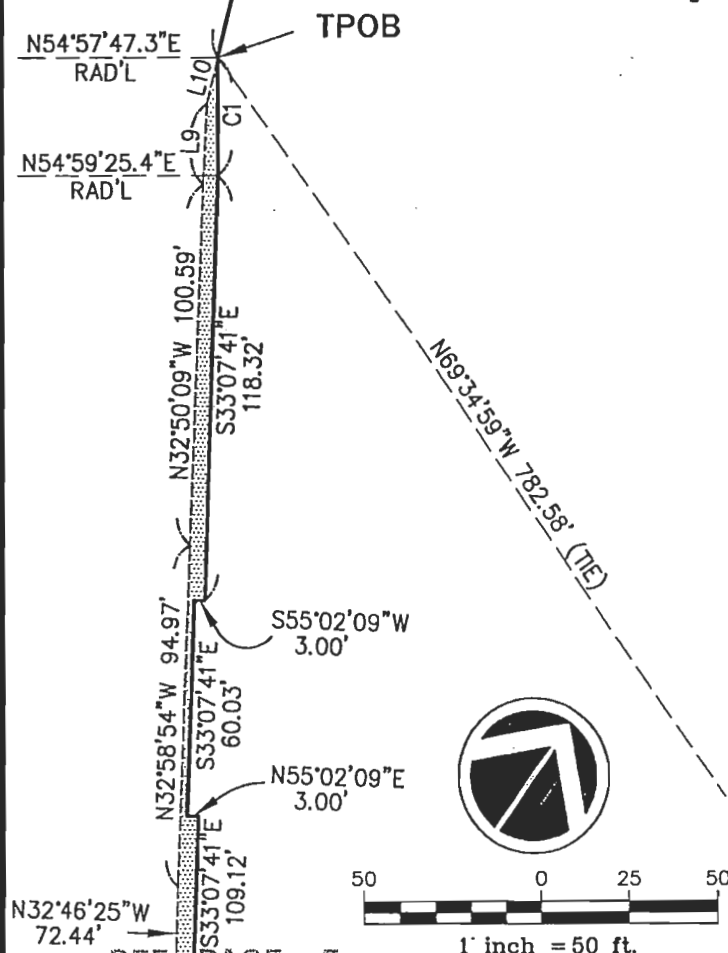 TPOB
N54°57'47.3"E
RAD'L
L10
C1
L9
N54°59'25.4"E
RAD'L
N32°50'09"W 100.59'
S33°07'41"E
118.32'
N69°34'59"W 782.58' (TIE)
S55°02'09"W
3.00'
N32°58'54"W 94.97'
S33°07'41"E
60.03'
N55°02'09"E
3.00'
S33°07'41"E
109.12'
N32°46'25"W
72.44'
50 0 25 50
1" inch = 50 ft.